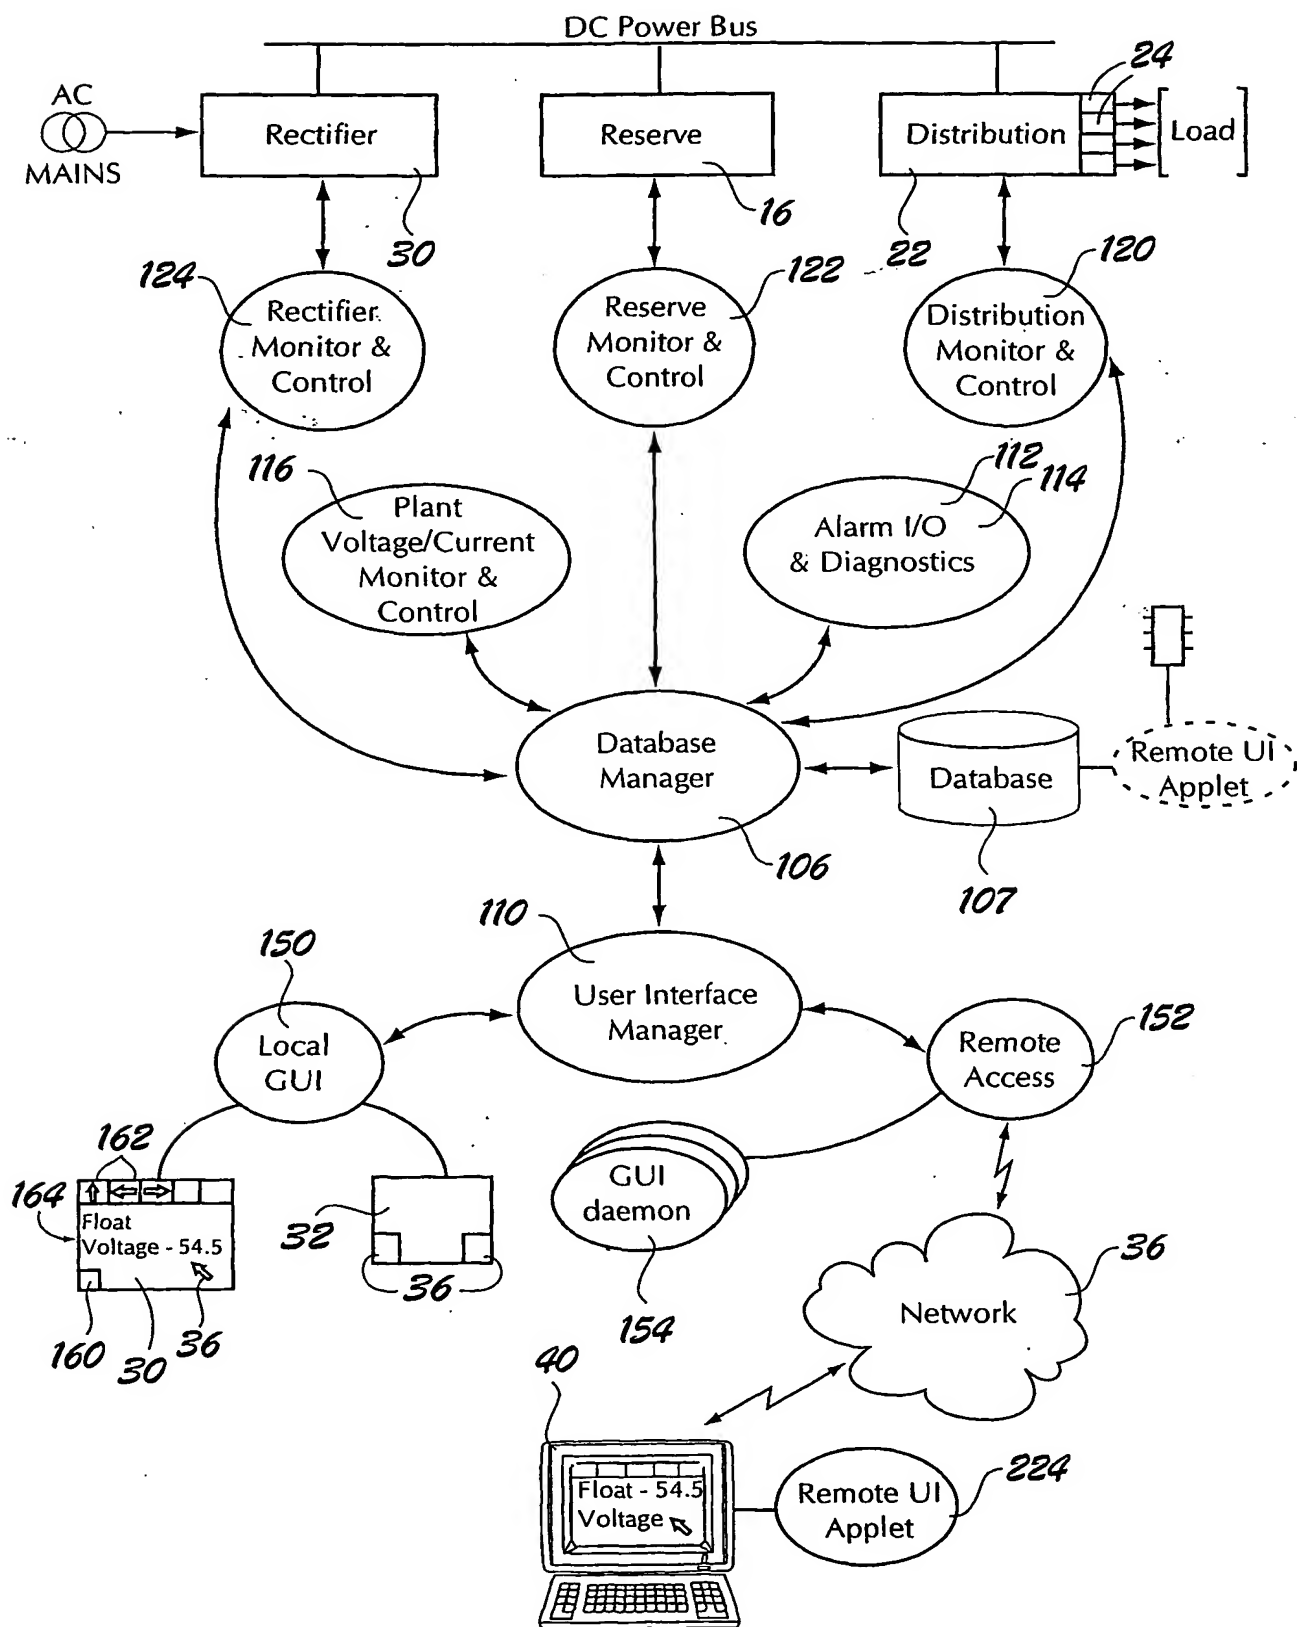 DC Power Bus
24
AC
MAINS
Rectifier
Reserve
Distribution
Load
30
16
22
124
122
120
Rectifier
Monitor &
Control
Reserve
Monitor &
Control
Distribution
Monitor &
Control
116
112
114
Plant
Voltage/Current
Monitor &
Control
Alarm I/O
& Diagnostics
Database
Manager
Database
Remote UI
Applet
106
107
110
150
User Interface
Manager
Local
GUI
Remote
Access
152
162
164
Float
Voltage - 54.5
32
36
GUI
daemon
160
30
36
154
Network
36
40
Float - 54.5
Voltage
Remote UI
Applet
224